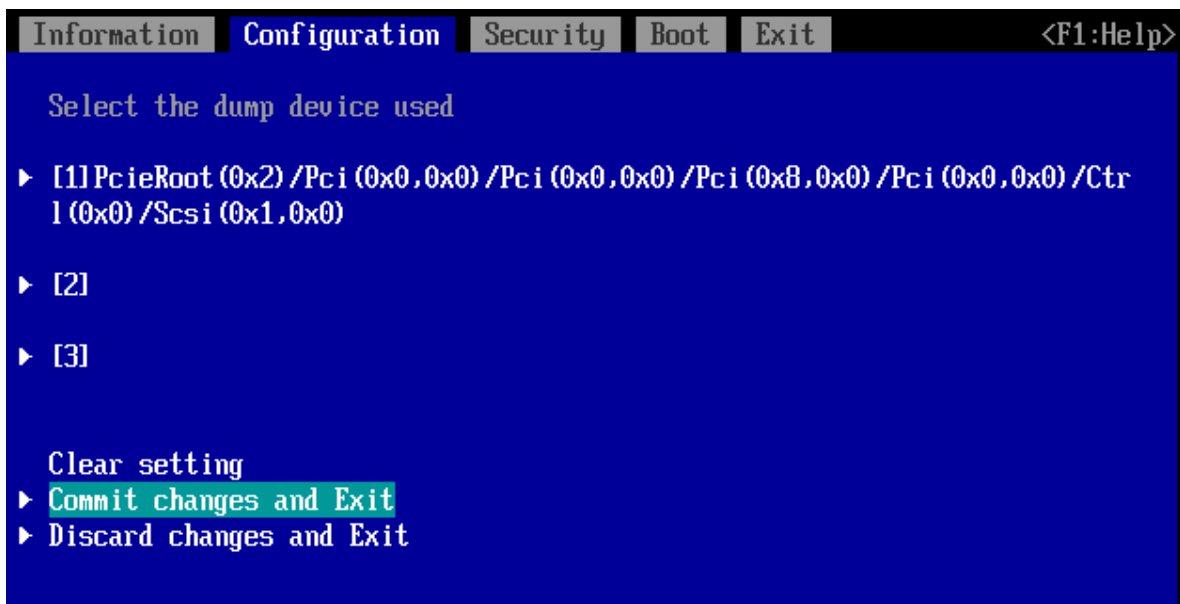 Information Configuration Security Boot Exit <F1:Help>
Select the dump device used
[1]PcieRoot(0x2)/Pci(0x0,0x0)/Pci(0x0,0x0)/Pci(0x8,0x0)/Pci(0x0,0x0)/Ctr
l(0x0)/Scsi(0x1,0x0)
[2]
[3]
Clear setting
Commit changes and Exit
Discard changes and Exit